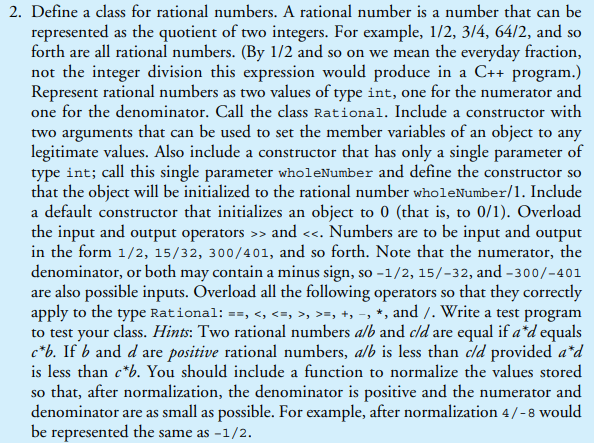 2. Define a class for rational numbers. A rational number is a number that can be
represented as the quotient of two integers. For example, 1/2, 3/4, 64/2, and so
forth are all rational numbers. (By 1/2 and so on we mean the everyday fraction,
not the integer division this expression would produce in a C++ program.)
Represent rational numbers as two values of type int, one for the numerator and
one for the denominator. Call the class Rational. Include a constructor with
two arguments that can be used to set the member variables of an object to any
legitimate values. Also include a constructor that has only a single parameter of
type int; call this single parameter wholeNumber and define the constructor so
that the object will be initialized to the rational number wholeNumber/1. Include
a default constructor that initializes an object to 0 (that is, to 0/1). Overload
the input and output operators >> and <<. Numbers are to be input and output
in the form 1/2, 15/32, 300/401, and so forth. Note that the numerator, the
denominator, or both may contain a minus sign, so -1/2, 15/-32, and -300/-401
are also possible inputs. Overload all the following operators so that they correctly
apply to the type Rational: ==, <, <=, >, >=, +, -, *, and /. Write a test program
to test your class. Hints: Two rational numbers a/b and c/d are equal if a*d equals
c*b. If b and d are positive rational numbers, a/b is less than c/d provided a*d
is less than c*b. You should include a function to normalize the values stored
so that, after normalization, the denominator is positive and the numerator and
denominator are as small as possible. For example, after normalization 4/-8 would
be represented the same as -1/2.